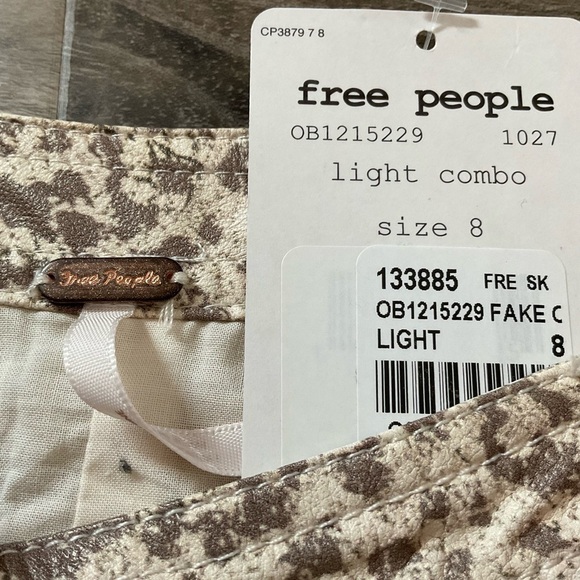 CP3879 7 8
free people
OB1215229 1027
light combo
size 8
Free People
133885 FRE SK
OB1215229 FAKE
LIGHT 8